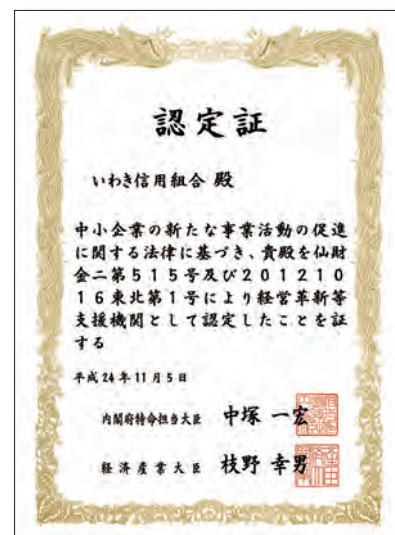 認定証
いわき信用組合 殿
中小企業の新たな事業活動の促進
に関する法律に基づき、貴殿を仙財
金二第５１５号及び２０１２１０
１６東北第１号により経営革新等
支援機関として認定したことを証
する
平成24年11月5日
内閣府特命担当大臣 中塚 一宏
経済産業大臣 枝野 幸男